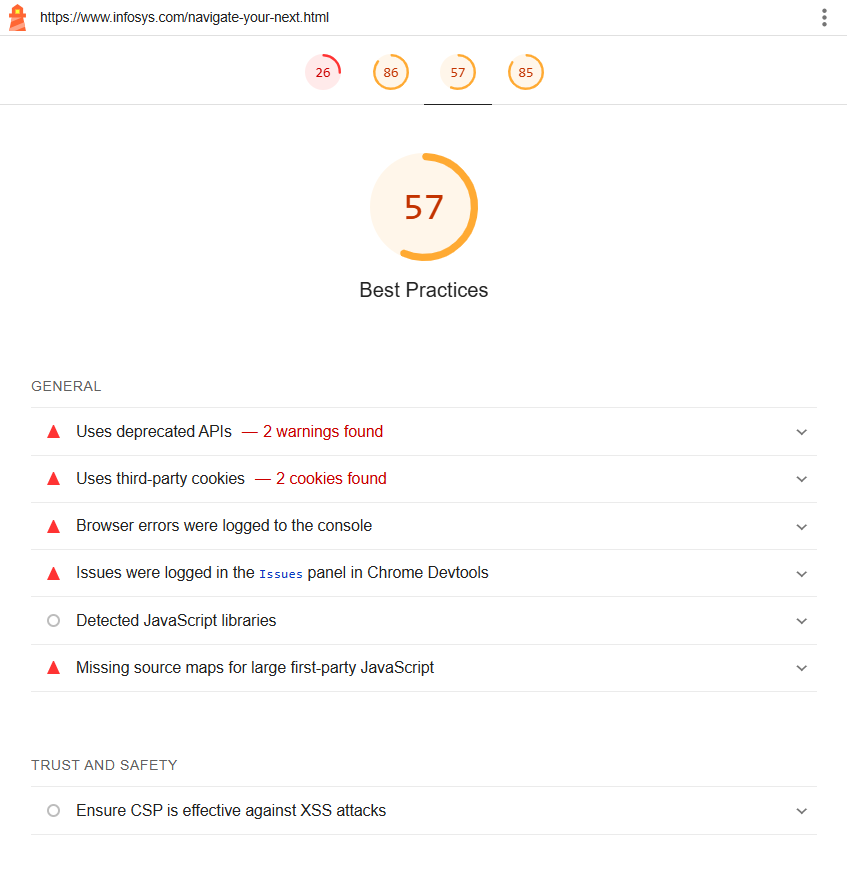 https://www.infosys.com/navigate-your-next.html
26 86 57 85
57
Best Practices
GENERAL
Uses deprecated APIs — 2 warnings found
Uses third-party cookies — 2 cookies found
Browser errors were logged to the console
Issues were logged in the Issues panel in Chrome Devtools
Detected JavaScript libraries
Missing source maps for large first-party JavaScript
TRUST AND SAFETY
Ensure CSP is effective against XSS attacks